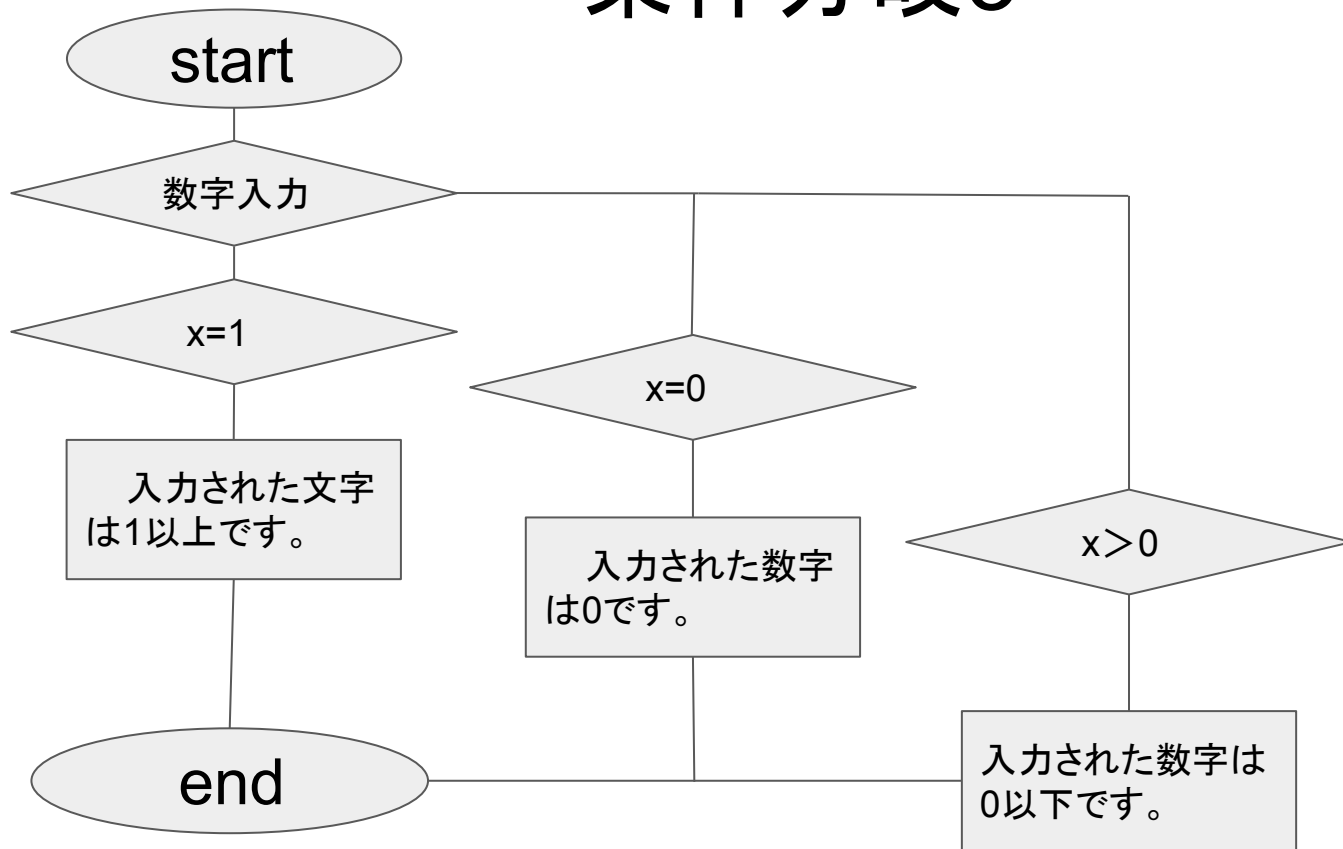 start
数字入力
x=1
x=0
入力された文字
は1以上です。
x＞0
入力された数字
は0です。
end
入力された数字は
0以下です。